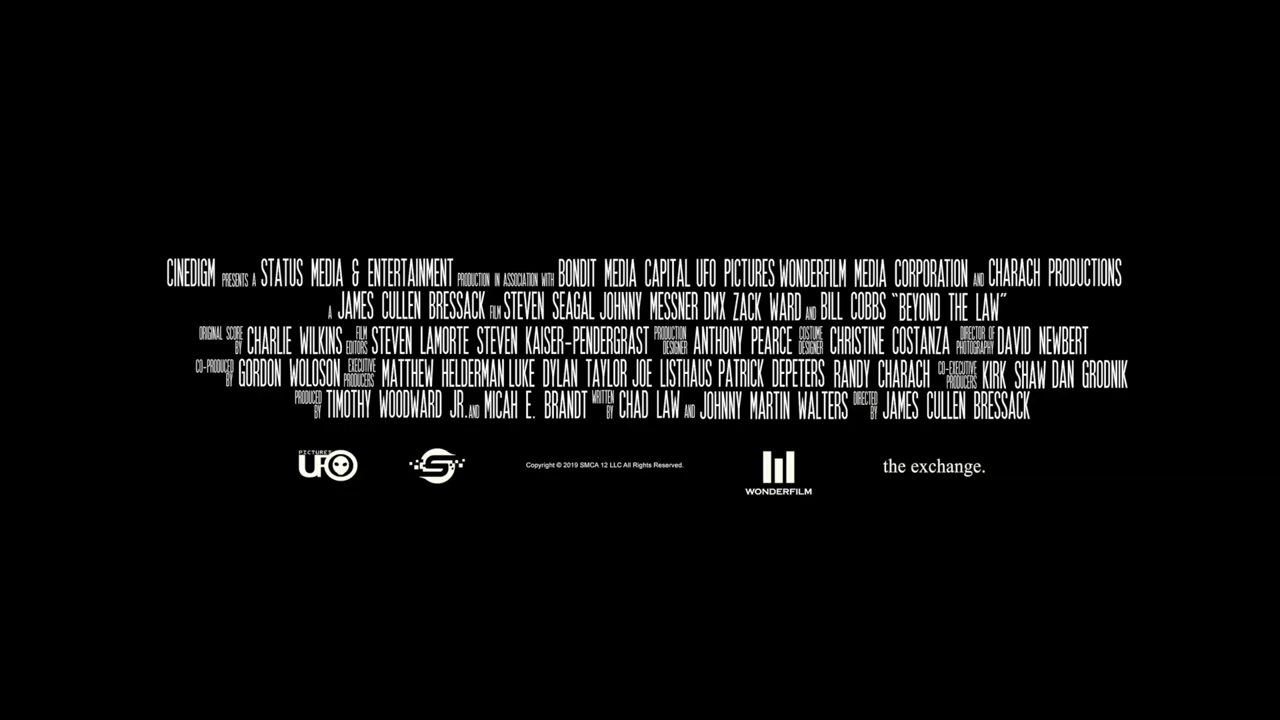 CINEDIGM PRESENTS A STATUS MEDIA & ENTERTAINMENT PRODUCTION IN ASSOCIATION WITH BONDIT MEDIA CAPITAL UFO PICTURES WONDERFILM MEDIA CORPORATION AND CHARACH PRODUCTIONS
A JAMES CULLEN BRESSACK FILM STEVEN SEAGAL JOHNNY MESSNER DMX ZACK WARD AND BILL COBBS “BEYOND THE LAW”
ORIGINAL SCORE BY CHARLIE WILKINS FILM EDITORS STEVEN LAMORTE STEVEN KAISER-PENDERGRAST PRODUCTION DESIGNER ANTHONY PEARCE COSTUME DESIGNER CHRISTINE COSTANZA DIRECTOR OF PHOTOGRAPHY DAVID NEWBERT
CO-PRODUCED BY GORDON WOLOSON EXECUTIVE PRODUCERS MATTHEW HELDERMAN LUKE DYLAN TAYLOR JOE LISTHAUS PATRICK DEPETERS RANDY CHARACH CO-EXECUTIVE PRODUCERS KIRK SHAW DAN GRODNIK
PRODUCED BY TIMOTHY WOODWARD JR. AND MICAH E. BRANDT WRITTEN BY CHAD LAW AND JOHNNY MARTIN WALTERS DIRECTED BY JAMES CULLEN BRESSACK
PICTURES
UFO
S
Copyright © 2019 SMCA 12 LLC All Rights Reserved.
WONDERFILM
the exchange.